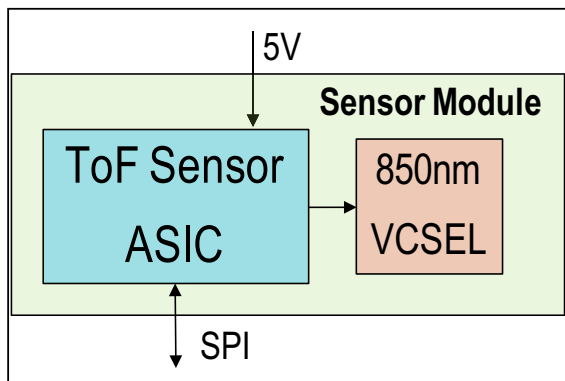 5V
Sensor Module
ToF Sensor
ASIC
850nm
VCSEL
SPI